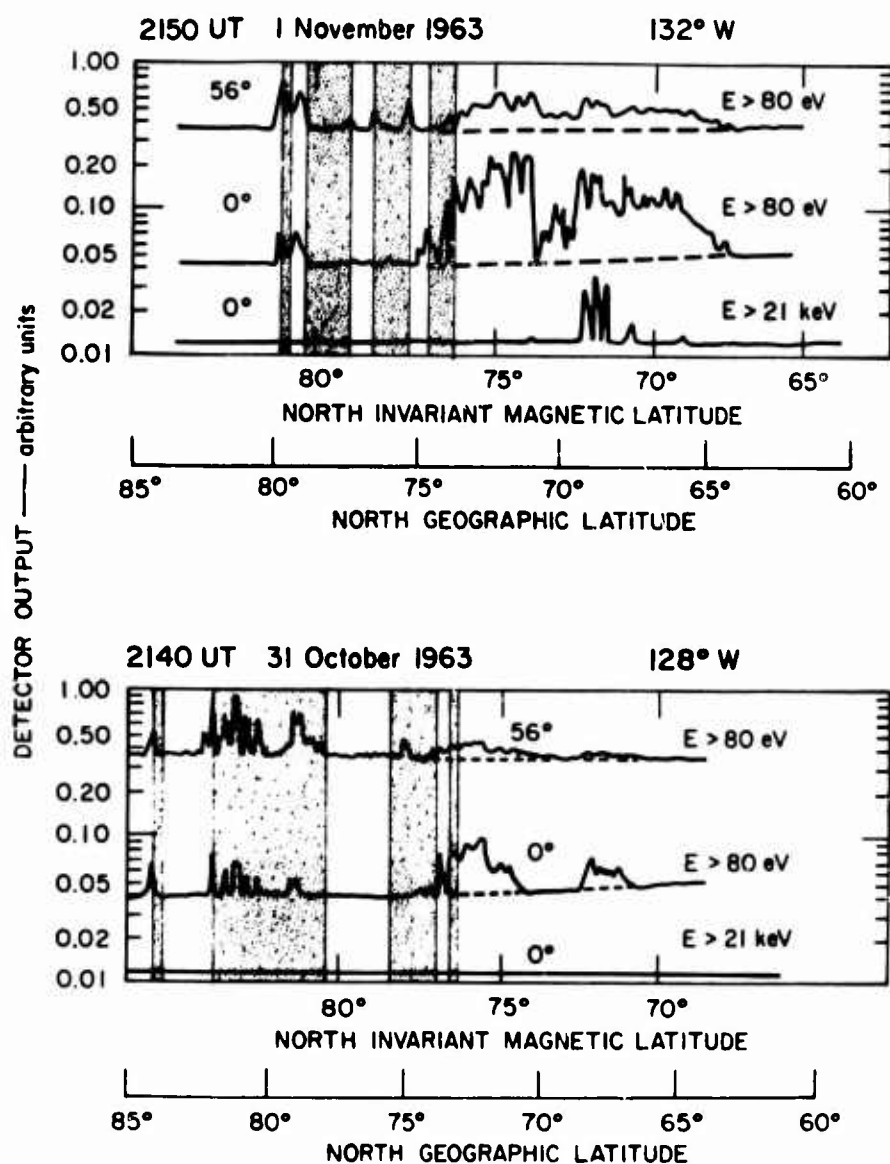 2150 UT 1 November 1963 132° W
1.00
56°
E > 80 eV
0.50
0.20
0°
E > 80 eV
0.10
0.05
0°
E > 21 keV
0.02
0.01
80° 75° 70° 65°
NORTH INVARIANT MAGNETIC LATITUDE
85° 80° 75° 70° 65° 60°
NORTH GEOGRAPHIC LATITUDE
DETECTOR OUTPUT — arbitrary units
2140 UT 31 October 1963 128° W
1.00
56°
E > 80 eV
0.50
0.20
0.10
0°
E > 80 eV
0.05
E > 21 keV
0.02
0°
0.01
80° 75° 70°
NORTH INVARIANT MAGNETIC LATITUDE
85° 80° 75° 70° 65° 60°
NORTH GEOGRAPHIC LATITUDE